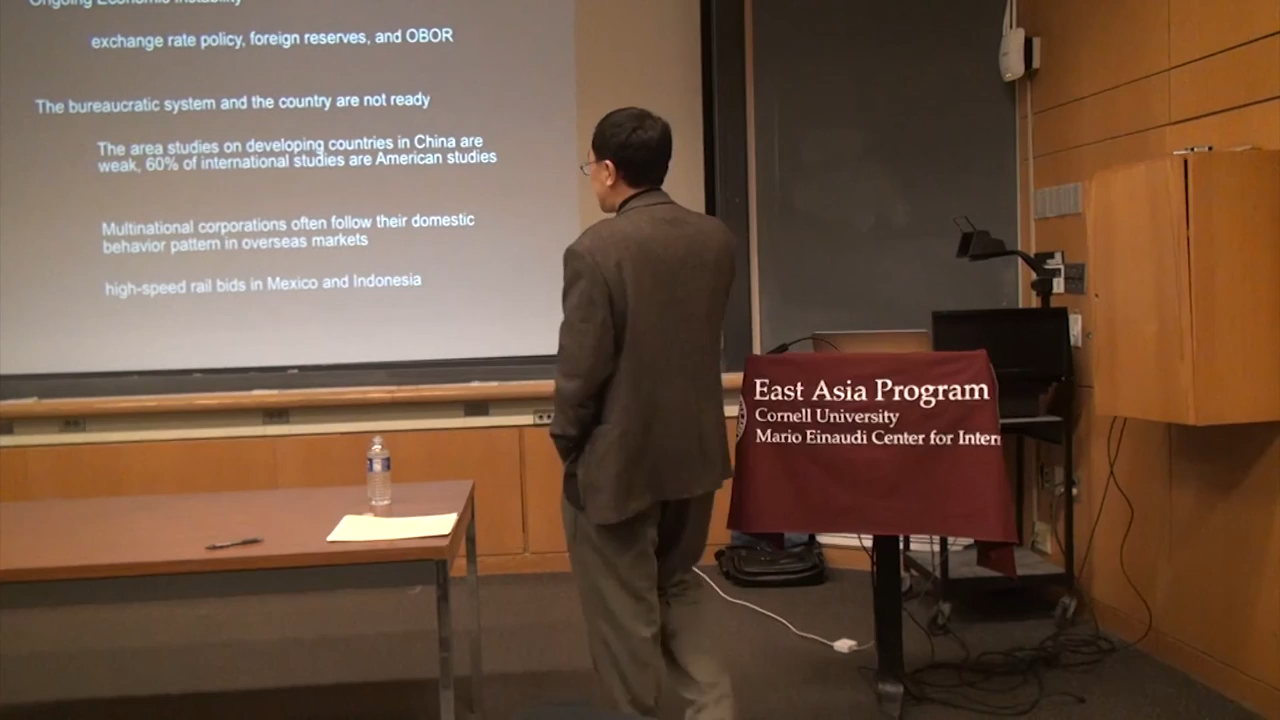 Ongoing Economic Instability
exchange rate policy, foreign reserves, and OBOR
The bureaucratic system and the country are not ready
The area studies on developing countries in China are
weak, 60% of international studies are American studies
Multinational corporations often follow their domestic
behavior pattern in overseas markets
high-speed rail bids in Mexico and Indonesia
East Asia Program
Cornell University
Mario Einaudi Center for Inter